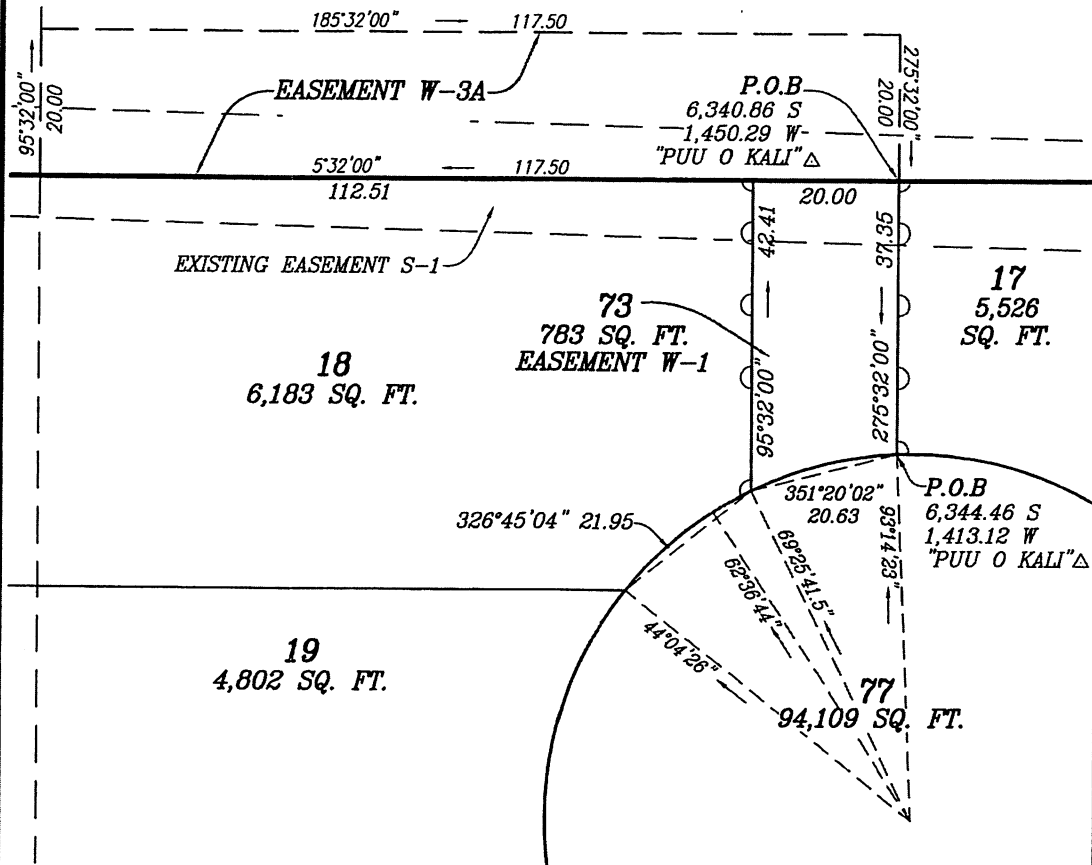 185°32'00" 117.50
95°32'00"
20.00
EASEMENT W-3A
P.O.B
6,340.86 S
1,450.29 W
"PUU O KALI"△
275°32'00"
20.00
5°32'00" 117.50
112.51
20.00
EXISTING EASEMENT S-1
42.41
37.35
73
783 SQ. FT.
EASEMENT W-1
17
5,526
SQ. FT.
18
6,183 SQ. FT.
95°32'00"
275°32'00"
351°20'02"
20.63
P.O.B
6,344.46 S
1,413.12 W
"PUU O KALI"△
326°45'04" 21.95
93°14'23"
69°25'41.5"
62°36'44"
44°04'26"
19
4,802 SQ. FT.
77
94,109 SQ. FT.